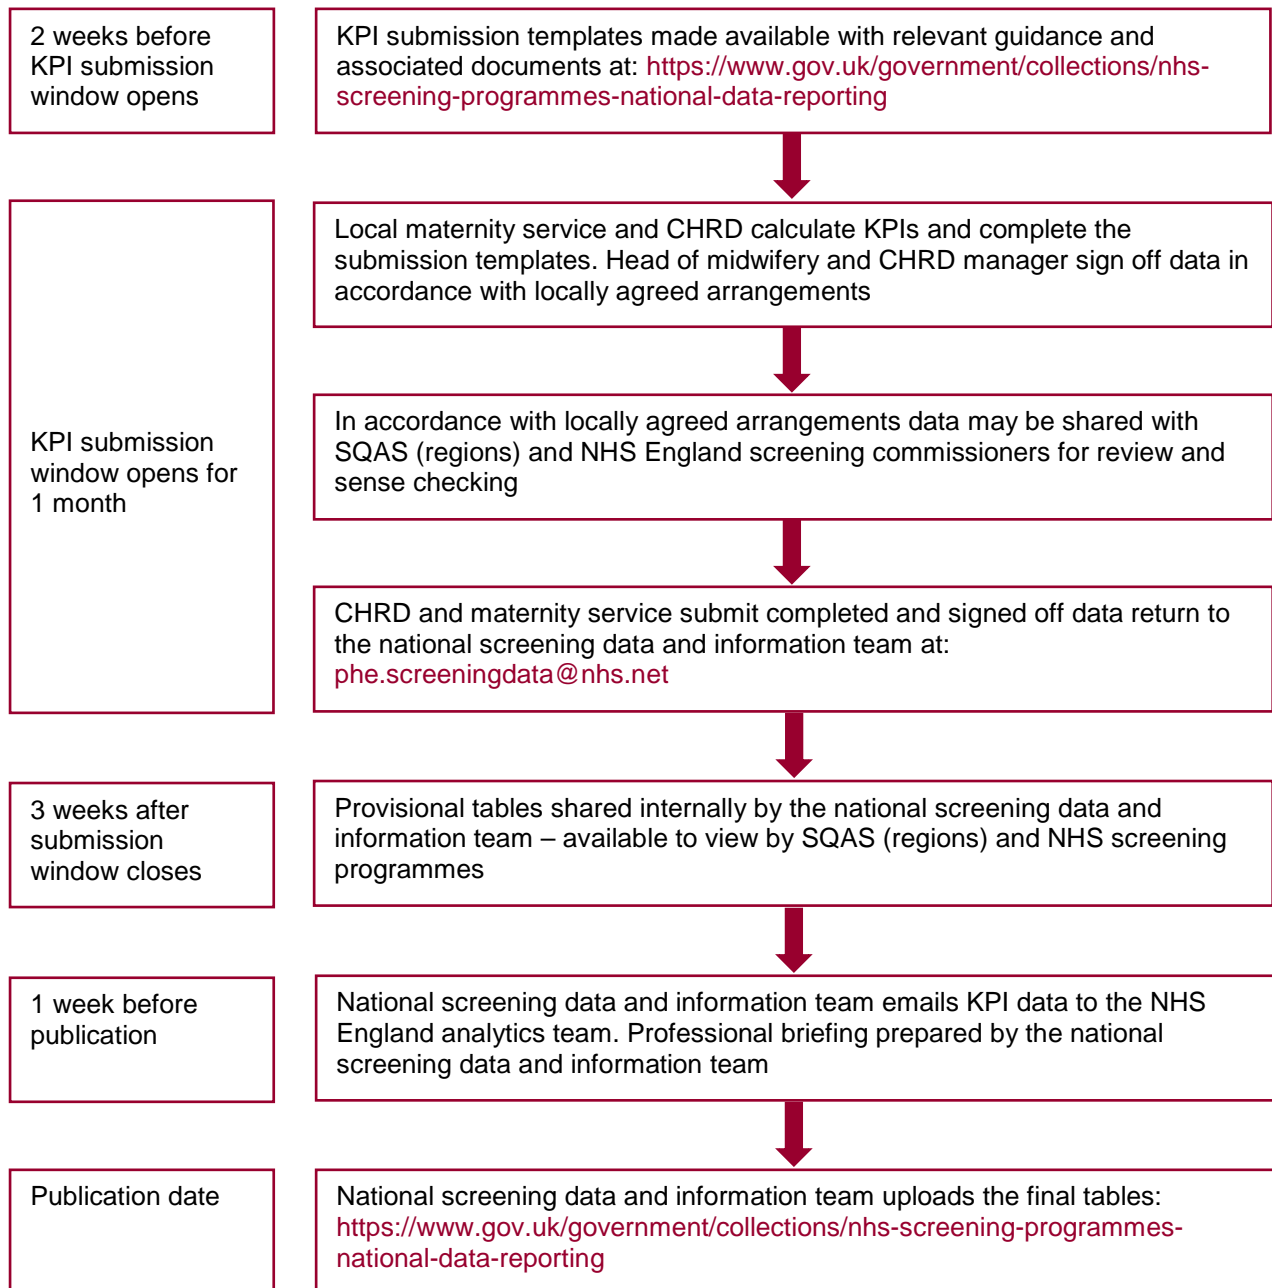 2 weeks before
KPI submission
window opens
KPI submission templates made available with relevant guidance and
associated documents at: https://www.gov.uk/government/collections/nhs-
screening-programmes-national-data-reporting
KPI submission
window opens for
1 month
Local maternity service and CHRD calculate KPIs and complete the
submission templates. Head of midwifery and CHRD manager sign off data in
accordance with locally agreed arrangements
In accordance with locally agreed arrangements data may be shared with
SQAS (regions) and NHS England screening commissioners for review and
sense checking
CHRD and maternity service submit completed and signed off data return to
the national screening data and information team at:
phe.screeningdata@nhs.net
3 weeks after
submission
window closes
Provisional tables shared internally by the national screening data and
information team – available to view by SQAS (regions) and NHS screening
programmes
1 week before
publication
National screening data and information team emails KPI data to the NHS
England analytics team. Professional briefing prepared by the national
screening data and information team
Publication date
National screening data and information team uploads the final tables:
https://www.gov.uk/government/collections/nhs-screening-programmes-
national-data-reporting